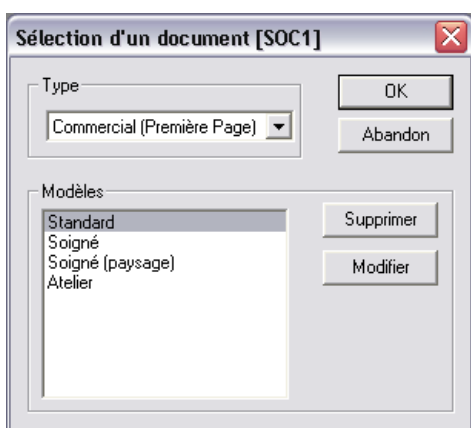 Sélection d'un document [SOC1]
Type
Commercial (Première Page)
OK
Abandon
Modèles
Standard
Soigné
Soigné (paysage)
Atelier
Supprimer
Modifier